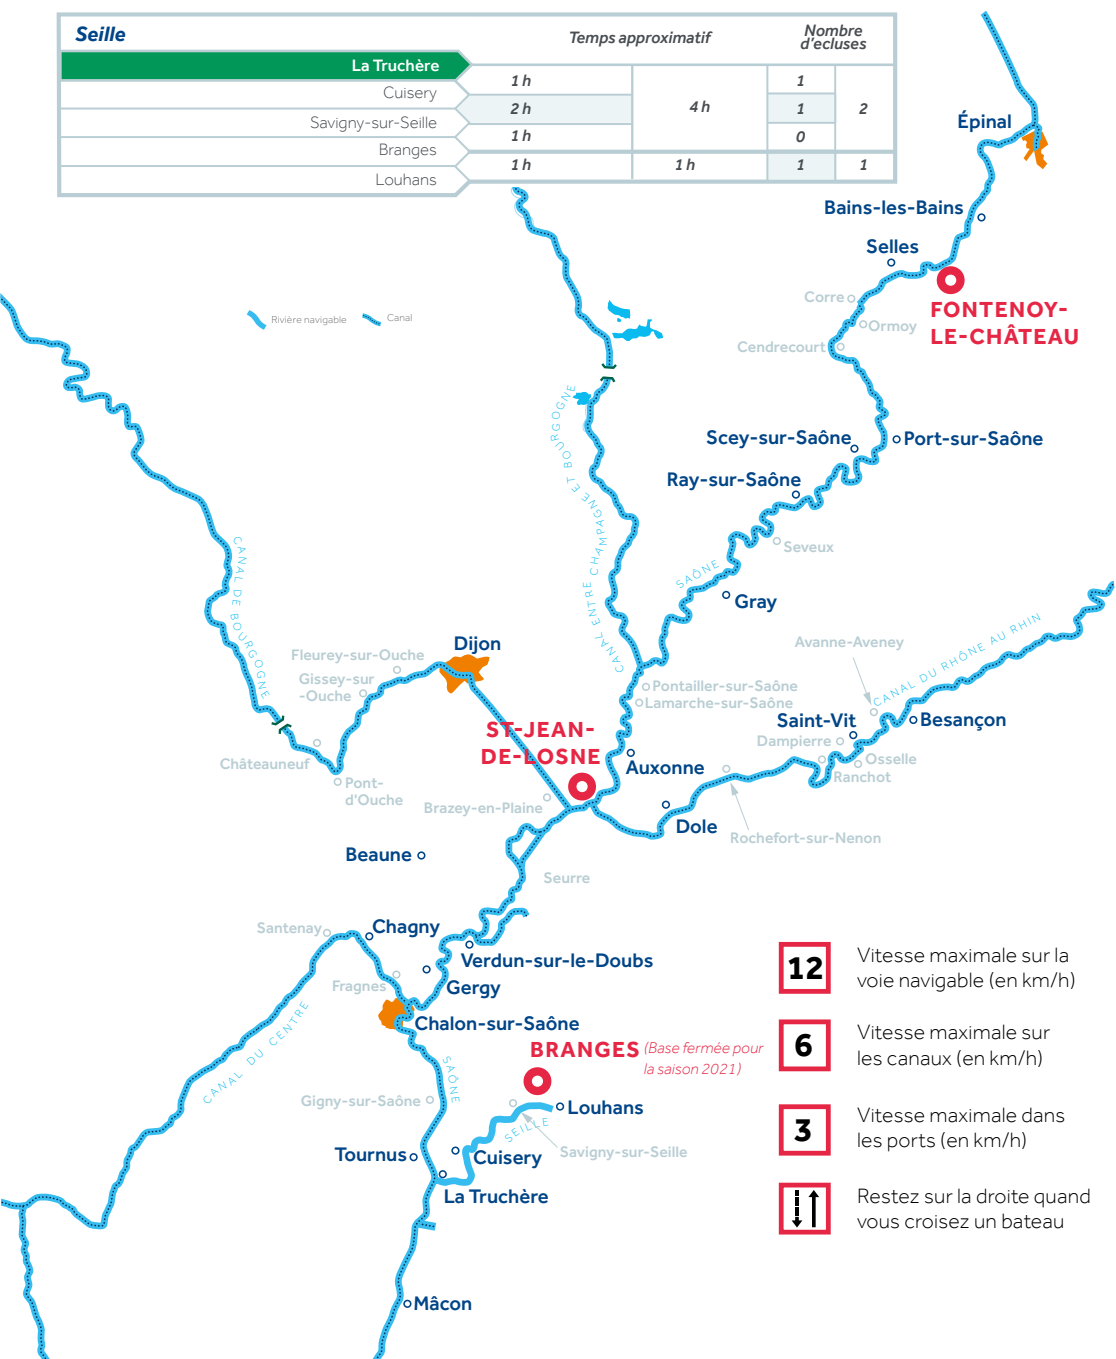 Seille
Temps approximatif
Nombre
d'ecluses
La Truchère
Cuisery
Savigny-sur-Seille
Branges
Louhans
1 h
2 h
1 h
1 h
4 h
1 h
1
1
0
1
2
1
Épinal
Bains-les-Bains
Selles
Corre
Ormoy
FONTENOY-
LE-CHÂTEAU
Cendrecourt
Rivière navigable
Canal
CANAL ENTRE CHAMPAGNE ET BOURGOGNE
Scey-sur-Saône
Port-sur-Saône
Ray-sur-Saône
Seveux
SAÔNE
Gray
CANAL DE BOURGOGNE
Dijon
Fleurey-sur-Ouche
Gissey-sur
-Ouche
Avanne-Aveney
CANAL DU RHÔNE AU RHIN
Pontailler-sur-Saône
Lamarche-sur-Saône
Saint-Vit
Besançon
ST-JEAN-
DE-LOSNE
Dampierre
Osselle
Ranchot
Châteauneuf
Auxonne
Pont-
d'Ouche
Brazey-en-Plaine
Dole
Rochefort-sur-Nenon
Beaune
Seurre
Santenay
Chagny
Verdun-sur-le-Doubs
Fragnes
Gergy
Chalon-sur-Saône
CANAL DU CENTRE
SAÔNE
BRANGES
(Base fermée pour
la saison 2021)
Gigny-sur-Saône
Louhans
SEILLE
Savigny-sur-Seille
Tournus
Cuisery
La Truchère
Mâcon
12
Vitesse maximale sur la
voie navigable (en km/h)
6
Vitesse maximale sur
les canaux (en km/h)
3
Vitesse maximale dans
les ports (en km/h)
Restez sur la droite quand
vous croisez un bateau